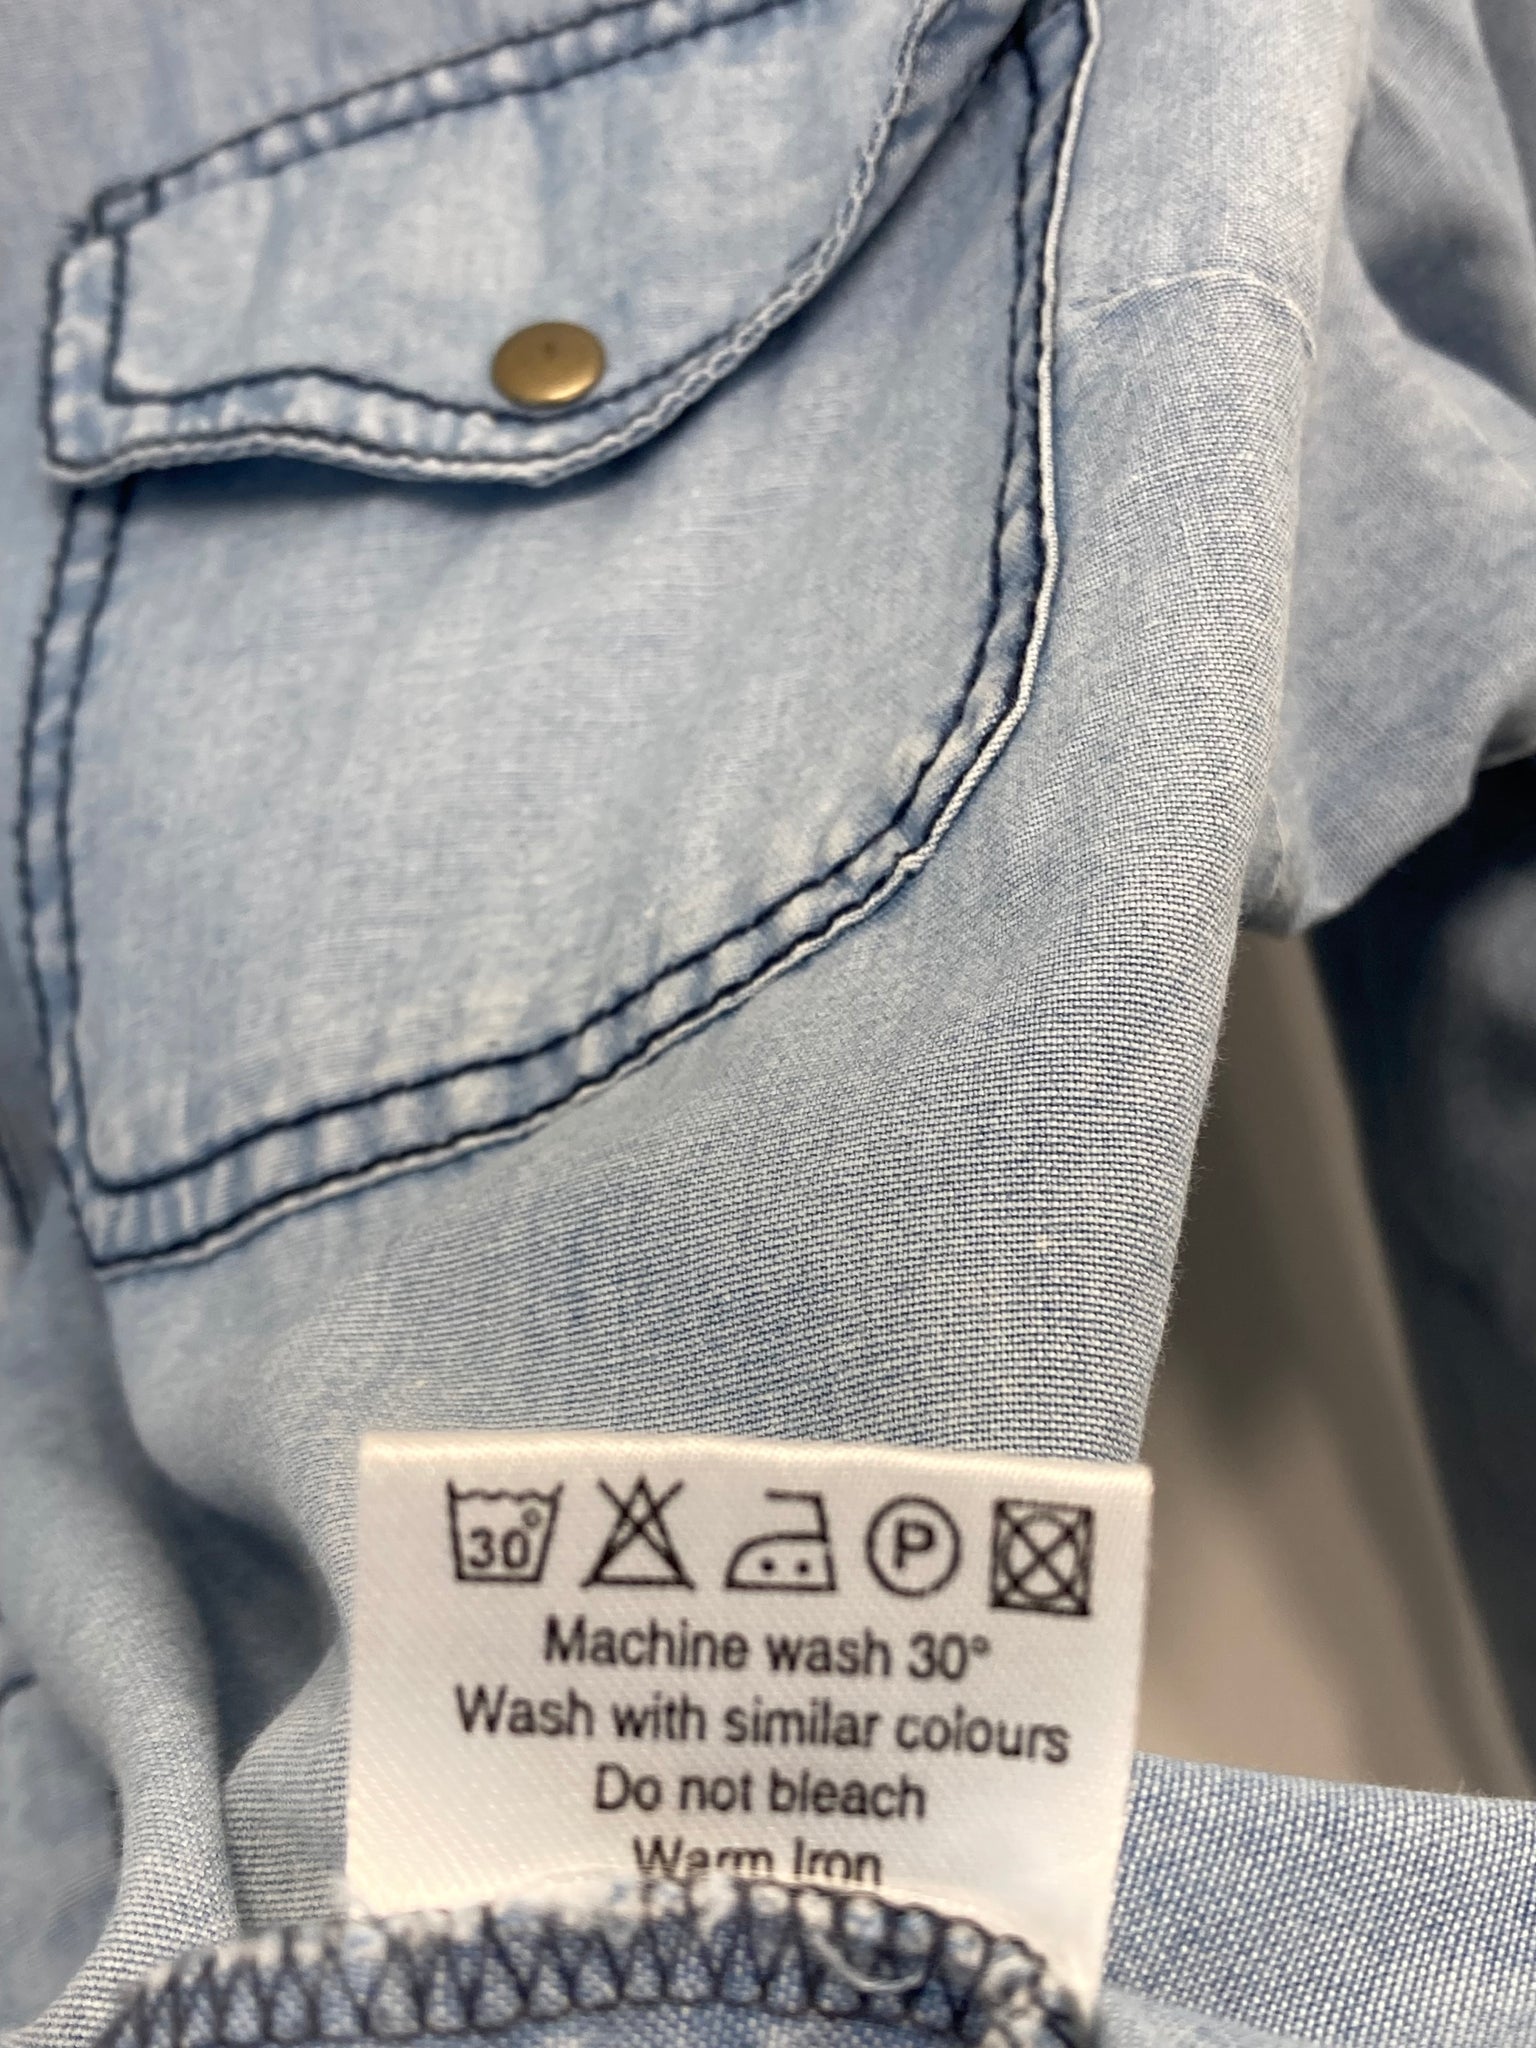 30°
P
Machine wash 30°
Wash with similar colours
Do not bleach
Warm Iron